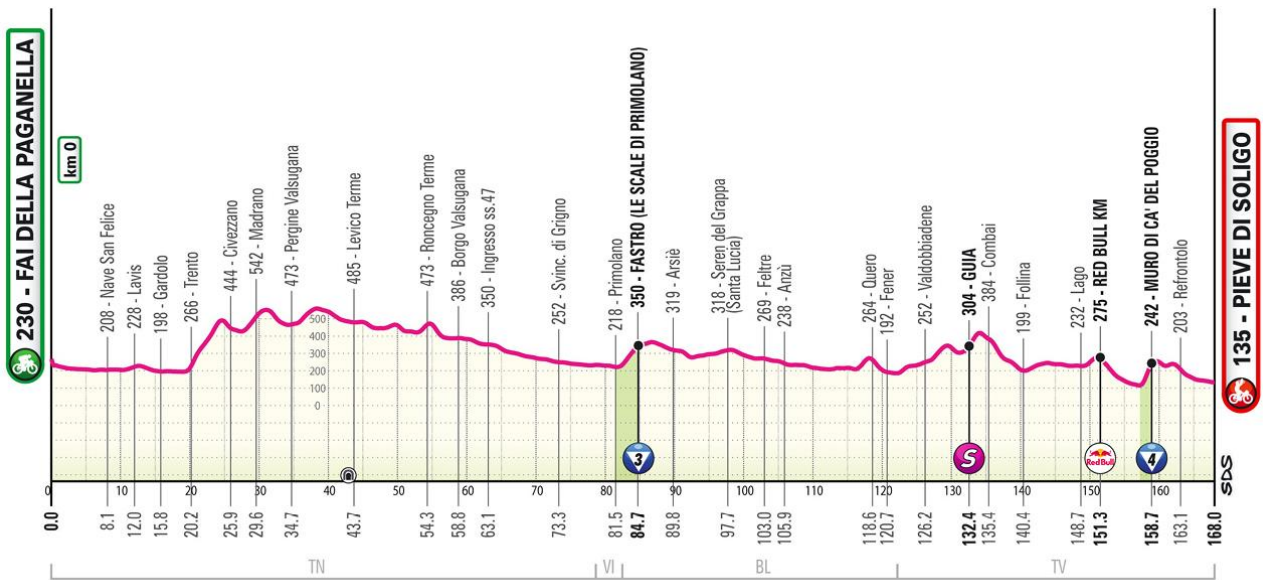 230 - FAI DELLA PAGANELLA
km 0
208 - Nave San Felice
228 - Lavis
198 - Gardolo
266 - Trento
444 - Civezzano
542 - Madrano
473 - Pergine Valsugana
485 - Levico Terme
473 - Roncegno Terme
386 - Borgo Valsugana
350 - Ingresso ss.47
252 - Svinc. di Grigno
218 - Primolano
350 - FASTRO (LE SCALE DI PRIMOLANO)
319 - Arsiè
318 - Seren del Grappa
(Santa Lucia)
269 - Feltre
238 - Anzù
264 - Quero
192 - Fener
252 - Valdobbiadene
304 - GUIA
384 - Combai
199 - Follina
232 - Lago
275 - RED BULL KM
242 - MURO DI CA' DEL POGGIO
203 - Refrontolo
135 - PIEVE DI SOLIGO
500
400
300
200
100
0
3
S
Red Bull
4
SDS
0 10 20 30 40 50 60 70 80 90 100 110 120 130 140 150 160
0.0 8.1 12.0 15.8 20.2 25.9 29.6 34.7 43.7 54.3 58.8 63.1 73.3 81.5 84.7 89.8 97.7 103.0 105.9 118.6 120.7 126.2 132.4 135.4 140.4 148.7 151.3 158.7 163.1 168.0
TN VI BL TV